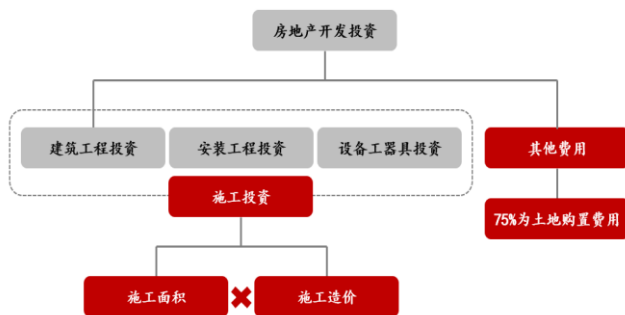 房地产开发投资
建筑工程投资
安装工程投资
设备工器具投资
其他费用
施工投资
75%为土地购置费用
施工面积
施工造价